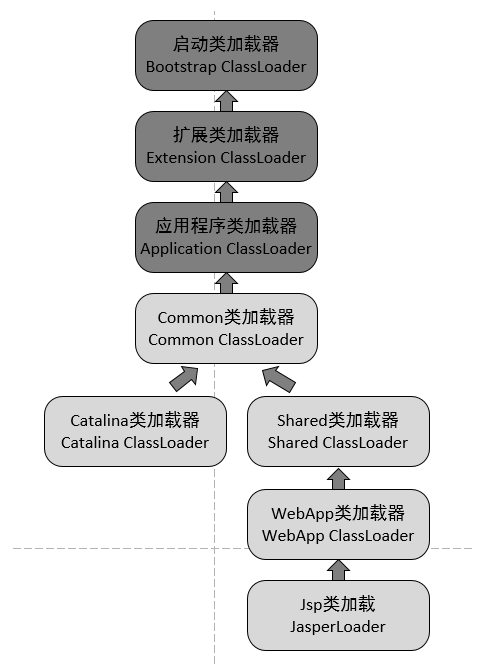 启动类加载器
Bootstrap ClassLoader
扩展类加载器
Extension ClassLoader
应用程序类加载器
Application ClassLoader
Common类加载器
Common ClassLoader
Catalina类加载器
Catalina ClassLoader
Shared类加载器
Shared ClassLoader
WebApp类加载器
WebApp ClassLoader
Jsp类加载
JasperLoader